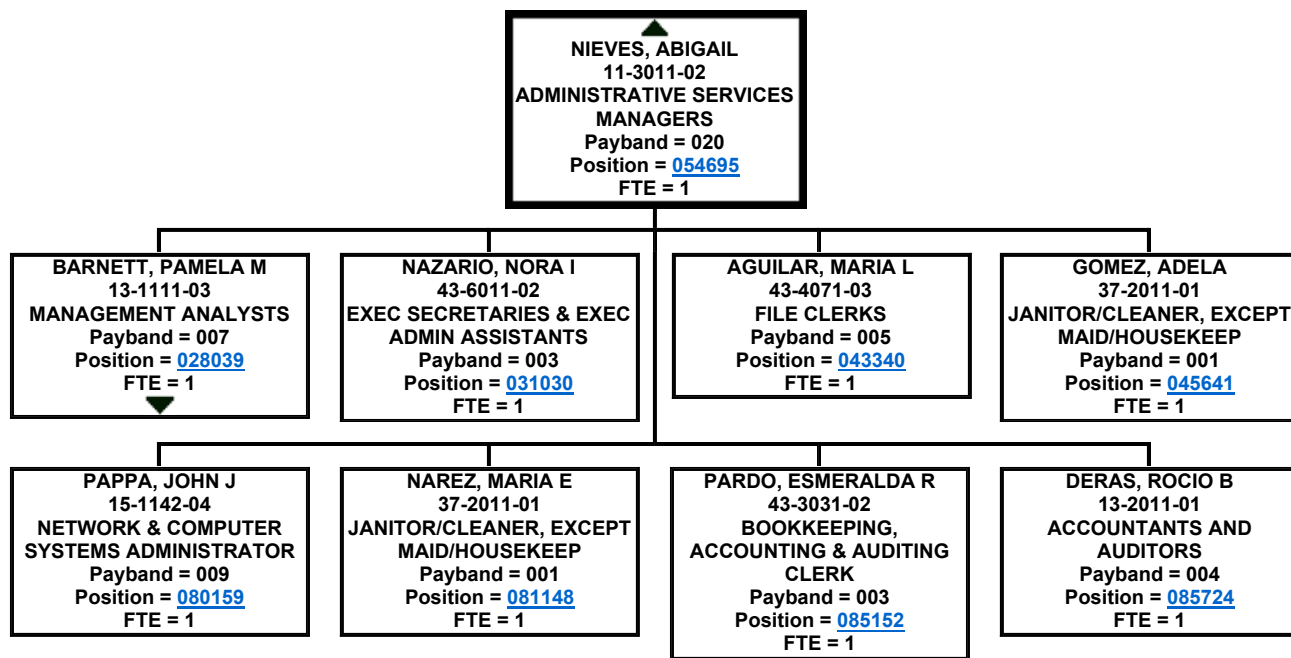 NIEVES, ABIGAIL
11-3011-02
ADMINISTRATIVE SERVICES
MANAGERS
Payband = 020
Position = 054695
FTE = 1
BARNETT, PAMELA M
13-1111-03
MANAGEMENT ANALYSTS
Payband = 007
Position = 028039
FTE = 1
NAZARIO, NORA I
43-6011-02
EXEC SECRETARIES & EXEC
ADMIN ASSISTANTS
Payband = 003
Position = 031030
FTE = 1
AGUILAR, MARIA L
43-4071-03
FILE CLERKS
Payband = 005
Position = 043340
FTE = 1
GOMEZ, ADELA
37-2011-01
JANITOR/CLEANER, EXCEPT
MAID/HOUSEKEEP
Payband = 001
Position = 045641
FTE = 1
PAPPA, JOHN J
15-1142-04
NETWORK & COMPUTER
SYSTEMS ADMINISTRATOR
Payband = 009
Position = 080159
FTE = 1
NAREZ, MARIA E
37-2011-01
JANITOR/CLEANER, EXCEPT
MAID/HOUSEKEEP
Payband = 001
Position = 081148
FTE = 1
PARDO, ESMERALDA R
43-3031-02
BOOKKEEPING,
ACCOUNTING & AUDITING
CLERK
Payband = 003
Position = 085152
FTE = 1
DERAS, ROCIO B
13-2011-01
ACCOUNTANTS AND
AUDITORS
Payband = 004
Position = 085724
FTE = 1